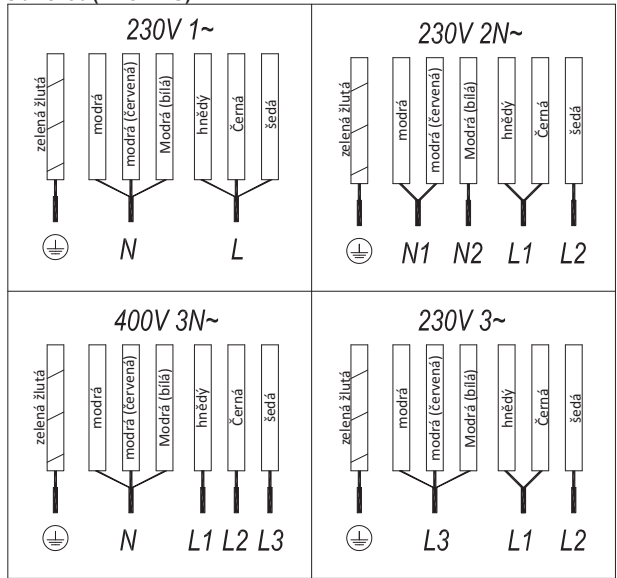 230V 1~
zelená žlutá
modrá
modrá (červená)
Modrá (bílá)
hnědý
Černá
šedá
N
L
230V 2N~
zelená žlutá
modrá
modrá (červená)
Modrá (bílá)
hnědý
Černá
šedá
N1 N2 L1 L2
400V 3N~
zelená žlutá
modrá
modrá (červená)
Modrá (bílá)
hnědý
Černá
šedá
N L1 L2 L3
230V 3~
zelená žlutá
modrá
modrá (červená)
Modrá (bílá)
hnědý
Černá
šedá
L3 L1 L2